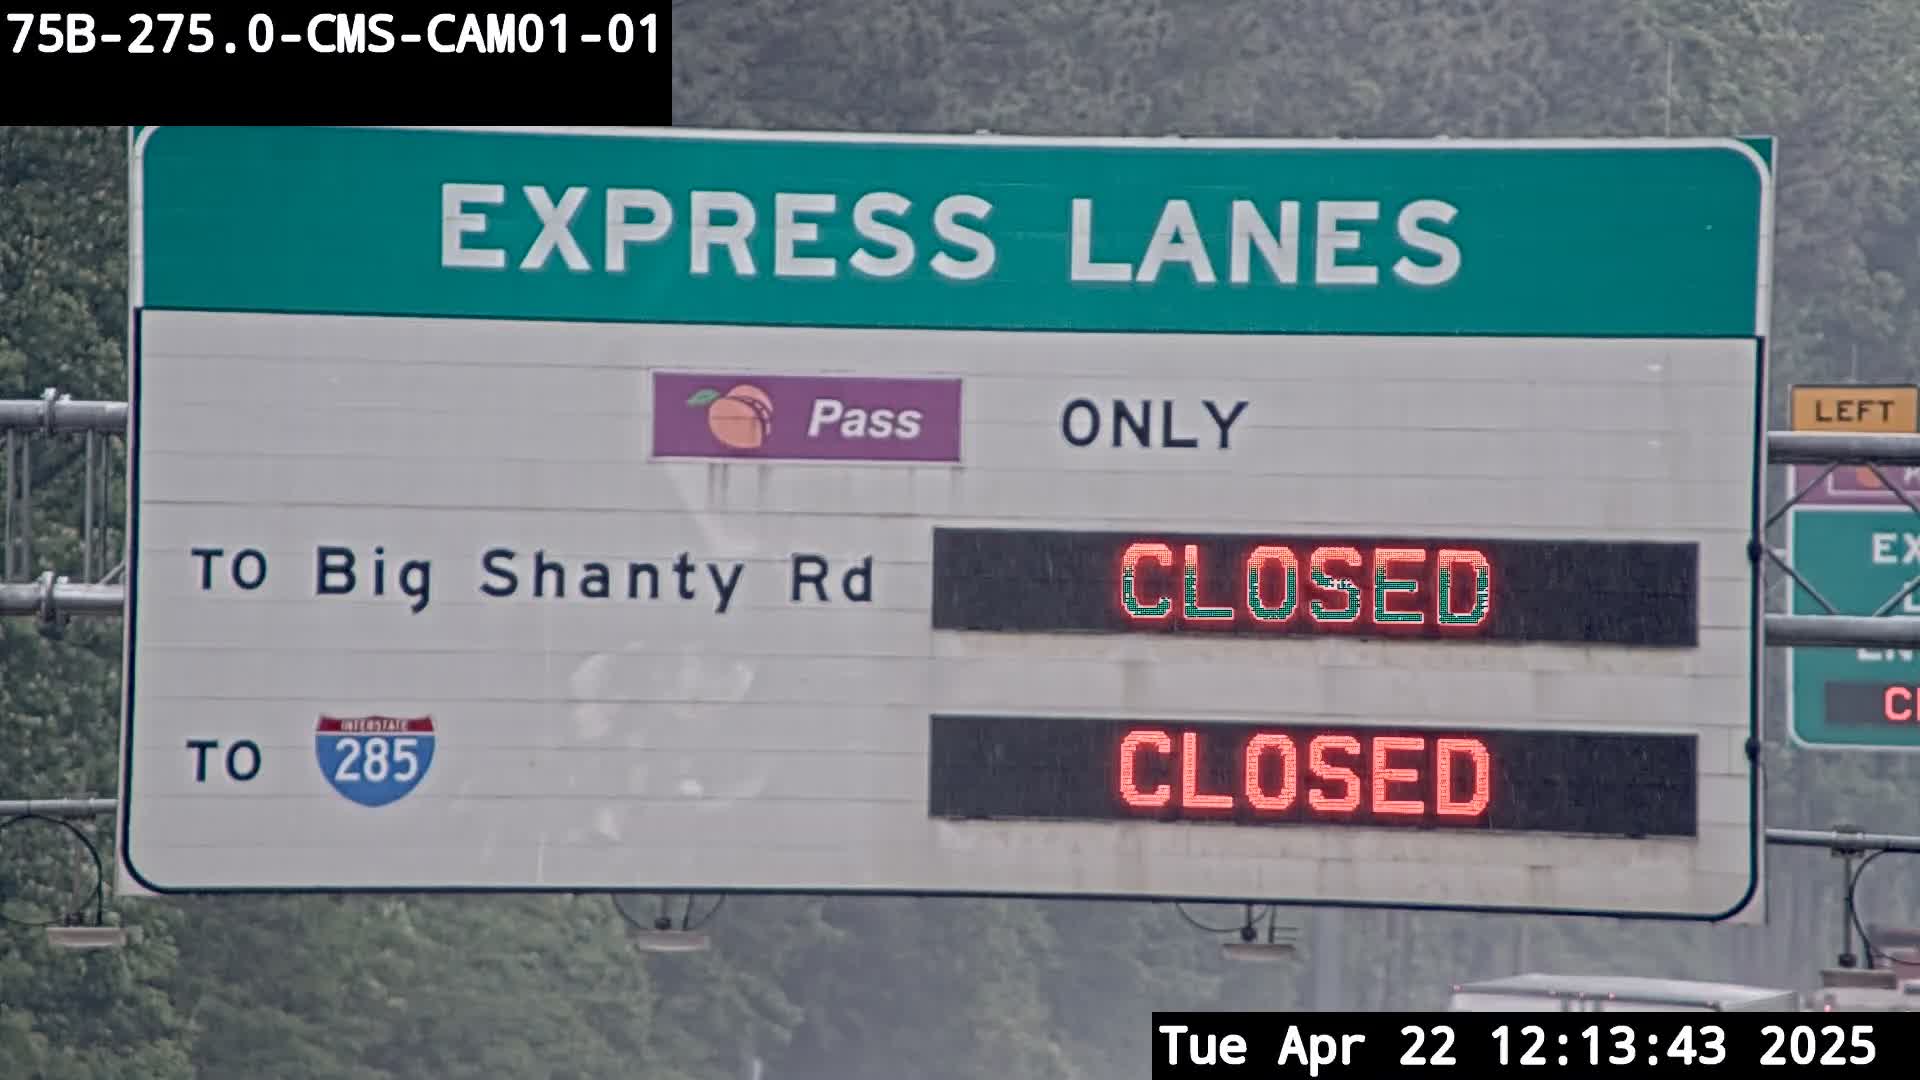 75B-275.0-CMS-CAM01-01
EXPRESS LANES
Pass ONLY
LEFT
TO Big Shanty Rd CLOSED
TO INTERSTATE 285 CLOSED
Tue Apr 22 12:13:43 2025